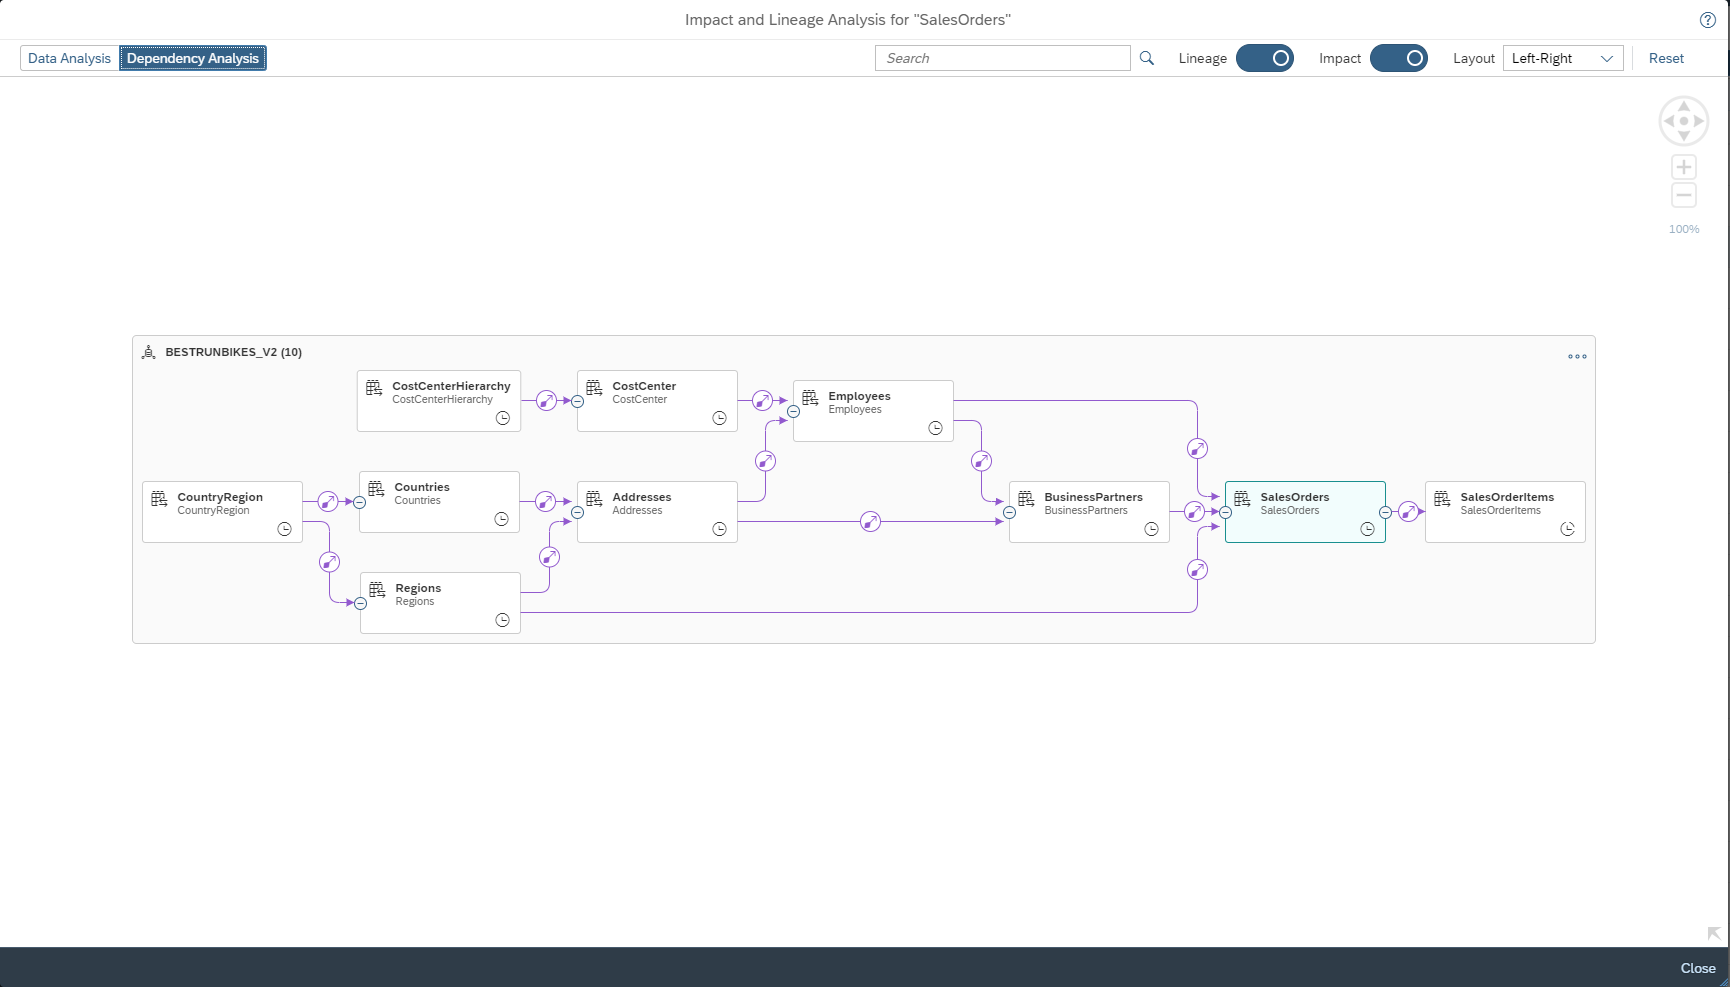 Impact and Lineage Analysis for "SalesOrders"
Data Analysis
Dependency Analysis
Search
Lineage
Impact
Layout
Left-Right
Reset
100%
BESTRUNBIKES_V2 (10)
CostCenterHierarchy
CostCenterHierarchy
CostCenter
CostCenter
Employees
Employees
CountryRegion
CountryRegion
Countries
Countries
Addresses
Addresses
BusinessPartners
BusinessPartners
SalesOrders
SalesOrders
SalesOrderItems
SalesOrderItems
Regions
Regions
Close